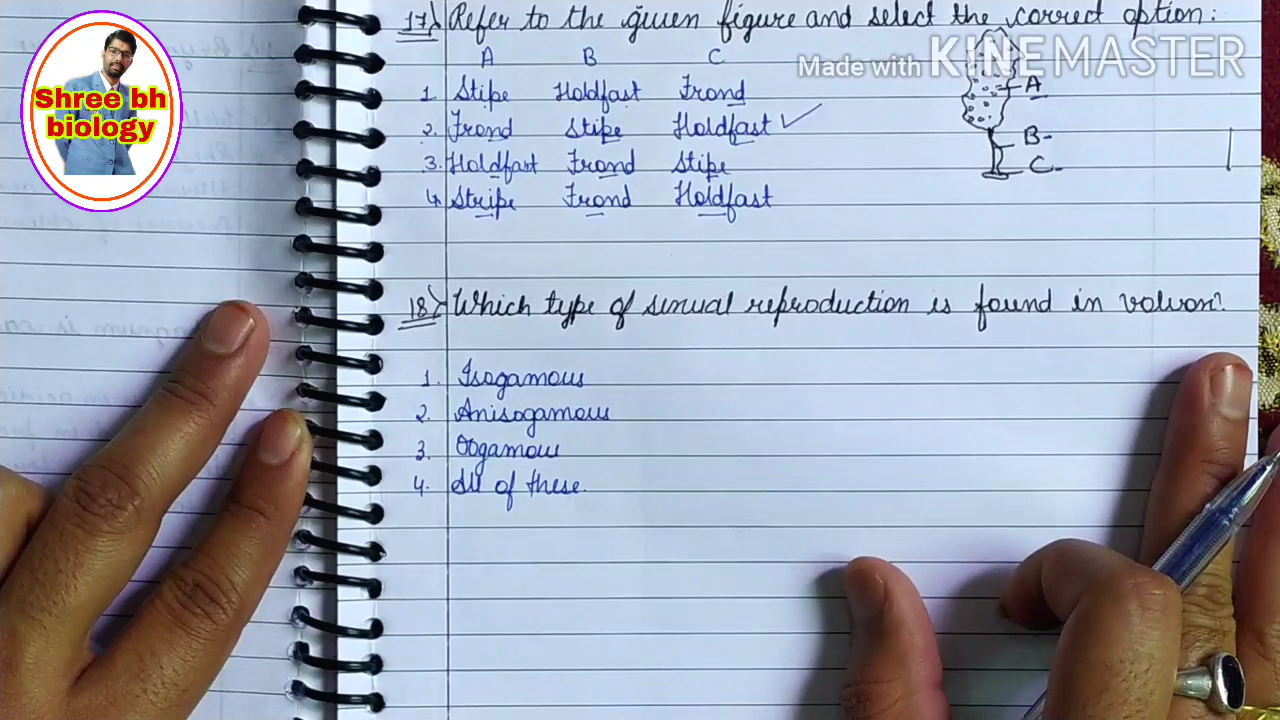 17) Refer to the given figure and select the correct option:
A B C
1. Stipe Holdfast Frond
2. Frond Stipe Holdfast ✓
3. Holdfast Frond Stipe
4. Stripe Frond Holdfast
A
B-
C-
18) Which type of sexual reproduction is found in volvox?
1. Isogamous
2. Anisogamous
3. Oogamous
4. All of these.
Shree bh
biology
Made with KINEMASTER